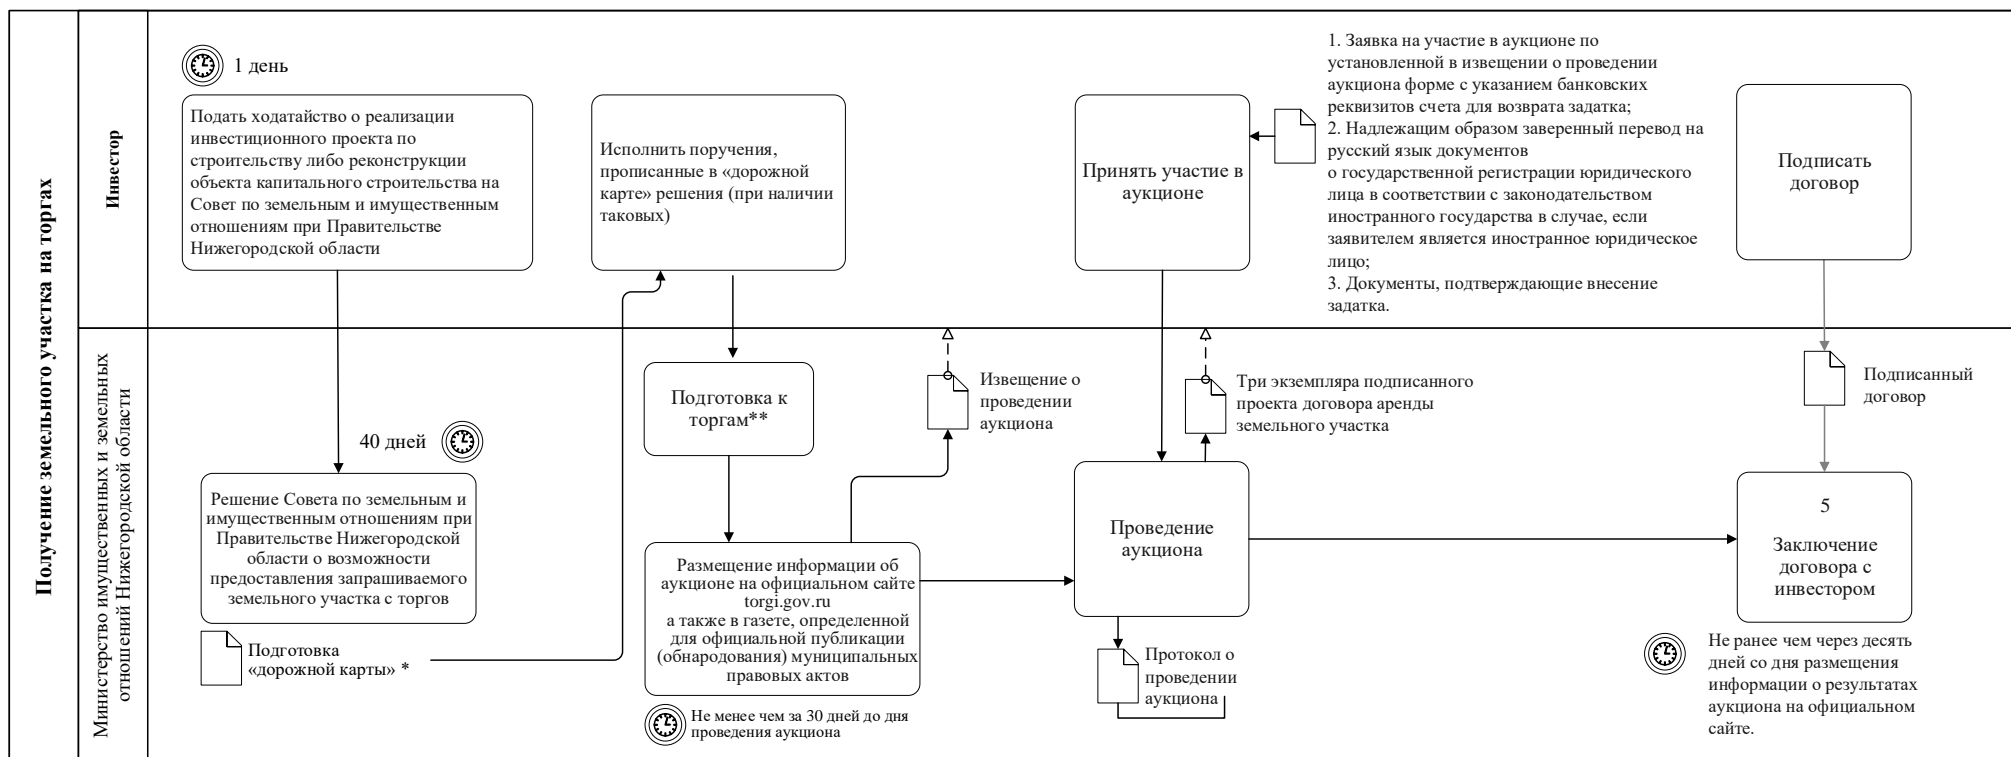 Получение земельного участка на торгах
Инвестор
1 день
Подать ходатайство о реализации
инвестиционного проекта по
строительству либо реконструкции
объекта капитального строительства на
Совет по земельным и имущественным
отношениям при Правительстве
Нижегородской области
Исполнить поручения,
прописанные в «дорожной
карте» решения (при наличии
таковых)
Принять участие в
аукционе
1. Заявка на участие в аукционе по
установленной в извещении о проведении
аукциона форме с указанием банковских
реквизитов счета для возврата задатка;
2. Надлежащим образом заверенный перевод на
русский язык документов
о государственной регистрации юридического
лица в соответствии с законодательством
иностранного государства в случае, если
заявителем является иностранное юридическое
лицо;
3. Документы, подтверждающие внесение
задатка.
Подписать
договор
Министерство имущественных и земельных
отношений Нижегородской области
40 дней
Решение Совета по земельным и
имущественным отношениям при
Правительстве Нижегородской
области о возможности
предоставления запрашиваемого
земельного участка с торгов
Подготовка
«дорожной карты» *
Подготовка к
торгам**
Размещение информации об
аукционе на официальном сайте
torgi.gov.ru
а также в газете, определенной
для официальной публикации
(обнародования) муниципальных
правовых актов
Не менее чем за 30 дней до дня
проведения аукциона
Извещение о
проведении
аукциона
Проведение
аукциона
Три экземпляра подписанного
проекта договора аренды
земельного участка
Протокол о
проведении
аукциона
Подписанный
договор
5
Заключение
договора с
инвестором
Не ранее чем через десять
дней со дня размещения
информации о результатах
аукциона на официальном
сайте.